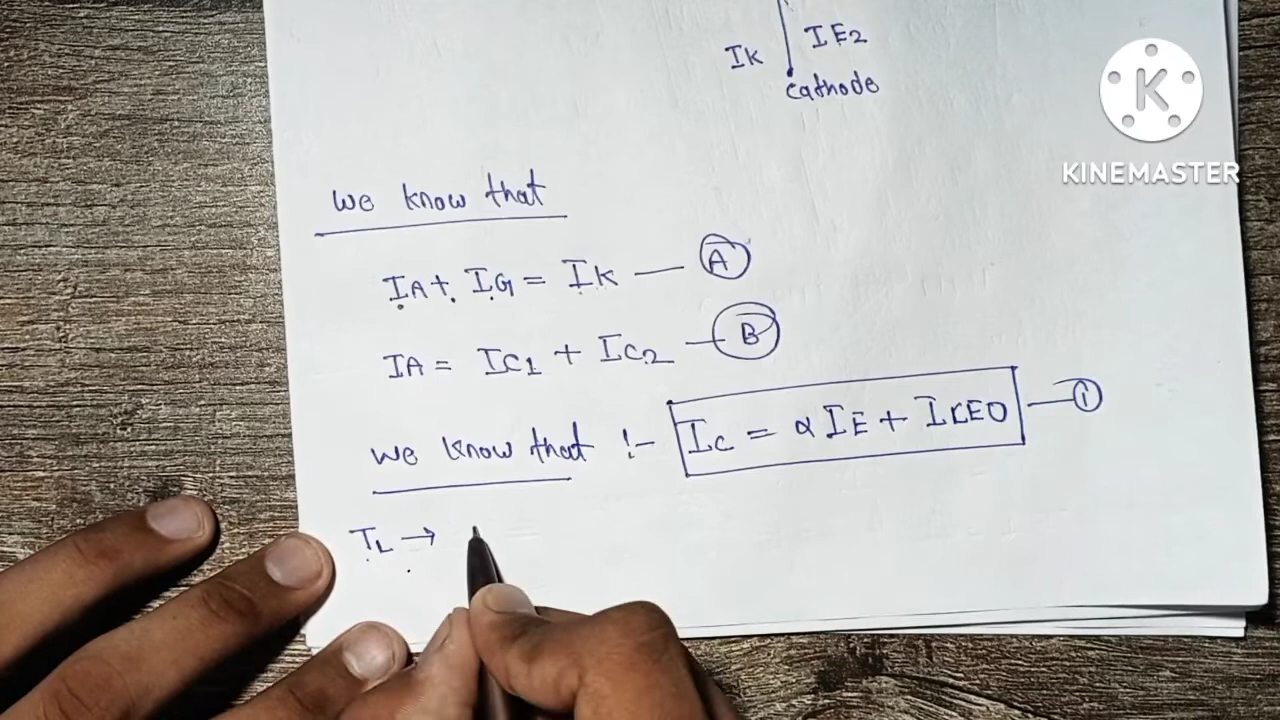 IK
IE2
cathode
K
KINEMASTER
We know that
IA + IG = IK — (A)
IA = IC1 + IC2 — (B)
We know that :- IC = αIE + ICEO — (1)
T1 →